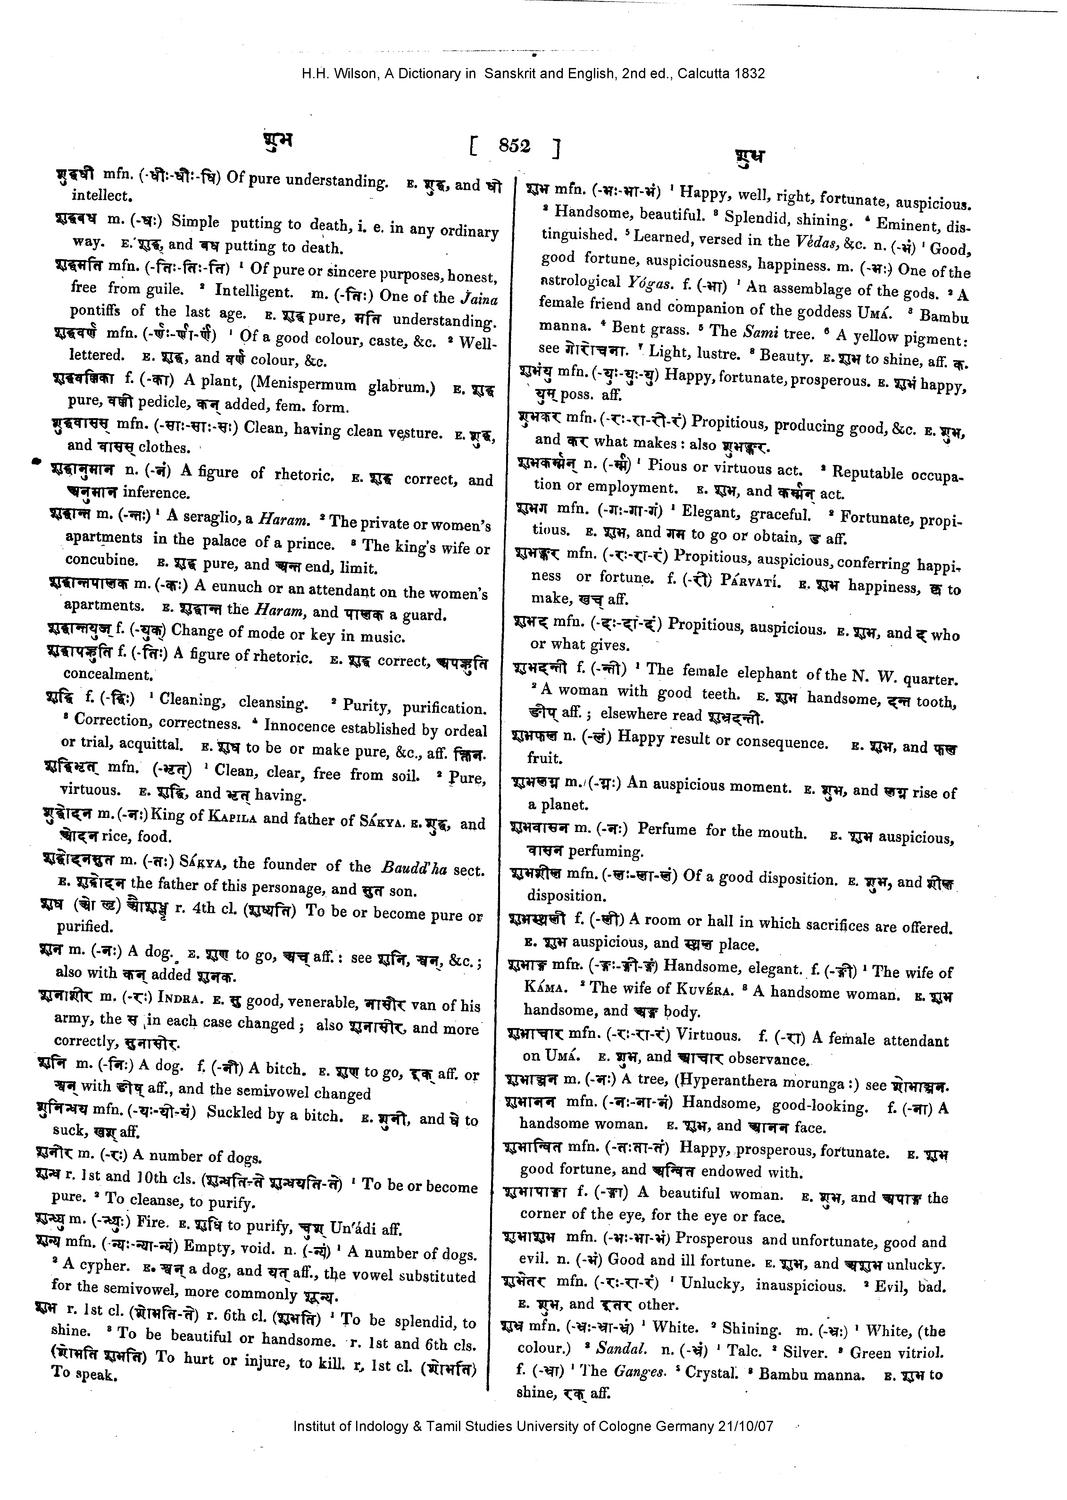 H.H. Wilson, A Dictionary in Sanskrit and English, 2nd ed., Calcutta 1832
शुभ
[ 852 ]
शुभ्र
शुद्धधी mfn. (-धीः-धीः-धि) Of pure understanding. E. शुद्ध, and धी
intellect.
शुद्धवध m. (-धः) Simple putting to death, i. e. in any ordinary
way. E. शुद्ध, and वध putting to death.
शुद्धमति mfn. (-तिः-तिः-ति) ¹ Of pure or sincere purposes, honest,
free from guile. ² Intelligent. m. (-तिः) One of the Jaina
pontiffs of the last age. E. शुद्ध pure, मति understanding.
शुद्धवर्ण mfn. (-र्णः-र्णा-र्णं) ¹ Of a good colour, caste, &c. ² Well-
lettered. E. शुद्ध, and वर्ण colour, &c.
शुद्धवल्लिका f. (-का) A plant, (Menispermum glabrum.) E. शुद्ध
pure, वल्ली pedicle, कन् added, fem. form.
शुद्धवासस् mfn. (-साः-साः-सः) Clean, having clean vesture. E. शुद्ध,
and वासस् clothes.
शुद्धानुमान n. (-नं) A figure of rhetoric. E. शुद्ध correct, and
अनुमान inference.
शुद्धान्त m. (-न्तः) ¹ A seraglio, a Haram. ² The private or women's
apartments in the palace of a prince. ³ The king's wife or
concubine. E. शुद्ध pure, and अन्त end, limit.
शुद्धान्तपालक m. (-कः) A eunuch or an attendant on the women's
apartments. E. शुद्धान्त the Haram, and पालक a guard.
शुद्धान्तयुज् f. (-युक्) Change of mode or key in music.
शुद्धापह्नुति f. (-तिः) A figure of rhetoric. E. शुद्ध correct, अपह्नुति
concealment.
शुद्धि f. (-द्धिः) ¹ Cleaning, cleansing. ² Purity, purification.
³ Correction, correctness. ⁴ Innocence established by ordeal
or trial, acquittal. E. शुध to be or make pure, &c., aff. क्तिन्.
शुद्धिभृत् mfn. (-भृत्) ¹ Clean, clear, free from soil. ² Pure,
virtuous. E. शुद्धि, and भृत् having.
शुद्धोदन m. (-नः) King of KAPILA and father of SÁKYA. E. शुद्ध, and
ओदन rice, food.
शुद्धोदनसुत m. (-तः) SÁKYA, the founder of the Baudd'ha sect.
E. शुद्धोदन the father of this personage, and सुत son.
शुध r. 4th cl. (शुध्यति) To be or become pure or
purified.
शुन m. (-नः) A dog. E. शुण to go, अच् aff.: see शुनि, श्वन्, &c.;
also with कन् added शुनक.
शुनाशीर m. (-रः) INDRA. E. सु good, venerable, नासीर van of his
army, the स in each case changed; also शुनासीर, and more
correctly, सुनासीर.
शुनि m. (-निः) A dog. f. (-नी) A bitch. E. शुण to go, इक् aff. or
श्वन् with ङीष् aff., and the semivowel changed
शुनिन्धय mfn. (-यः-यी-यं) Suckled by a bitch. E. शुनी, and धे to
suck, खश् aff.
शुनीर m. (-रः) A number of dogs.
शुन्ध r. 1st and 10th cls. (शुन्धति-ते शुन्धयति-ते) ¹ To be or become
pure. ² To cleanse, to purify.
शुन्ध्यु m. (-न्ध्युः) Fire. E. शुधि to purify, युच् Un'ádi aff.
शुन्य mfn. (-न्यः-न्या-न्यं) Empty, void. n. (-न्यं) ¹ A number of dogs.
² A cypher. E. श्वन् a dog, and यत् aff., the vowel substituted
for the semivowel, more commonly शून्य.
शुभ r. 1st cl. (शोभति-ते) r. 6th cl. (शुभति) ¹ To be splendid, to
shine. ² To be beautiful or handsome. r. 1st and 6th cls.
(शोभति शुभति) To hurt or injure, to kill. r, 1st cl. (शोभति)
To speak.
शुभ mfn. (-भः-भा-भं) ¹ Happy, well, right, fortunate, auspicious.
² Handsome, beautiful. ³ Splendid, shining. ⁴ Eminent, dis-
tinguished. ⁵ Learned, versed in the Védas, &c. n. (-भं) ¹ Good,
good fortune, auspiciousness, happiness. m. (-भः) One of the
astrological Yógas. f. (-भा) ¹ An assemblage of the gods. ² A
female friend and companion of the goddess UMÁ. ³ Bambu
manna. ⁴ Bent grass. ⁵ The Sami tree. ⁶ A yellow pigment:
see गोरोचना. ⁷ Light, lustre. ⁸ Beauty. E. शुभ to shine, aff. क.
शुभंयु mfn. (-युः-युः-यु) Happy, fortunate, prosperous. E. शुभं happy,
युस् poss. aff.
शुभकर mfn. (-रः-रा-री-रं) Propitious, producing good, &c. E. शुभ,
and कर what makes: also शुभङ्कर.
शुभकर्म्मन् n. (-र्म्म) ¹ Pious or virtuous act. ² Reputable occupa-
tion or employment. E. शुभ, and कर्म्मन् act.
शुभग mfn. (-गः-गा-गं) ¹ Elegant, graceful. ² Fortunate, propi-
tious. E. शुभ, and गम to go or obtain, ड aff.
शुभङ्कर mfn. (-रः-रा-रं) Propitious, auspicious, conferring happi-
ness or fortune. f. (-री) PÁRVATÍ. E. शुभ happiness, कृ to
make, खच् aff.
शुभद mfn. (-दः-दा-दं) Propitious, auspicious. E. शुभ, and द who
or what gives.
शुभदन्ती f. (-न्ती) ¹ The female elephant of the N. W. quarter.
² A woman with good teeth. E. शुभ handsome, दन्त tooth,
ङीप् aff.; elsewhere read शुभ्रदन्ती.
शुभफल n. (-लं) Happy result or consequence. E. शुभ, and फल
fruit.
शुभलग्न m. (-ग्नः) An auspicious moment. E. शुभ, and लग्न rise of
a planet.
शुभवासन m. (-नः) Perfume for the mouth. E. शुभ auspicious,
वासन perfuming.
शुभशील mfn. (-लः-ला-लं) Of a good disposition. E. शुभ, and शील
disposition.
शुभस्थली f. (-ली) A room or hall in which sacrifices are offered.
E. शुभ auspicious, and स्थल place.
शुभाङ्ग mfn. (-ङ्गः-ङ्गी-ङ्गं) Handsome, elegant. f. (-ङ्गी) ¹ The wife of
KÁMA. ² The wife of KUVÉRA. ³ A handsome woman. E. शुभ
handsome, and अङ्ग body.
शुभाचार mfn. (-रः-रा-रं) Virtuous. f. (-रा) A female attendant
on UMÁ. E. शुभ, and आचार observance.
शुभाञ्जन m. (-नः) A tree, (Hyperanthera morunga:) see शोभाञ्जन.
शुभानन mfn. (-नः-ना-नं) Handsome, good-looking. f. (-ना) A
handsome woman. E. शुभ, and आनन face.
शुभान्वित mfn. (-तः-ता-तं) Happy, prosperous, fortunate. E. शुभ
good fortune, and अन्वित endowed with.
शुभापाङ्गा f. (-ङ्गा) A beautiful woman. E. शुभ, and अपाङ्ग the
corner of the eye, for the eye or face.
शुभाशुभ mfn. (-भः-भा-भं) Prosperous and unfortunate, good and
evil. n. (-भं) Good and ill fortune. E. शुभ, and अशुभ unlucky.
शुभेतर mfn. (-रः-रा-रं) ¹ Unlucky, inauspicious. ² Evil, bad.
E. शुभ, and इतर other.
शुभ्र mfn. (-भ्रः-भ्रा-भ्रं) ¹ White. ² Shining. m. (-भ्रः) ¹ White, (the
colour.) ² Sandal. n. (-भ्रं) ¹ Talc. ² Silver. ³ Green vitriol.
f. (-भ्रा) ¹ The Ganges. ² Crystal. ³ Bambu manna. E. शुभ to
shine, रक् aff.
Institut of Indology & Tamil Studies University of Cologne Germany 21/10/07